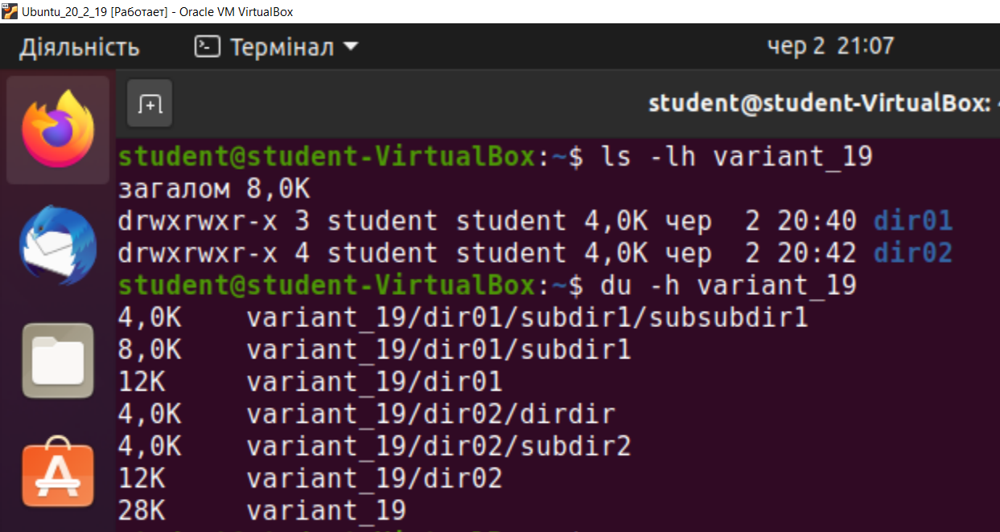 Ubuntu_20_2_19 [Работает] - Oracle VM VirtualBox
Діяльність Термінал чер 2 21:07
student@student-VirtualBox:
student@student-VirtualBox:~$ ls -lh variant_19
загалом 8,0K
drwxrwxr-x 3 student student 4,0K чер  2 20:40 dir01
drwxrwxr-x 4 student student 4,0K чер  2 20:42 dir02
student@student-VirtualBox:~$ du -h variant_19
4,0K    variant_19/dir01/subdir1/subsubdir1
8,0K    variant_19/dir01/subdir1
12K     variant_19/dir01
4,0K    variant_19/dir02/dirdir
4,0K    variant_19/dir02/subdir2
12K     variant_19/dir02
28K     variant_19